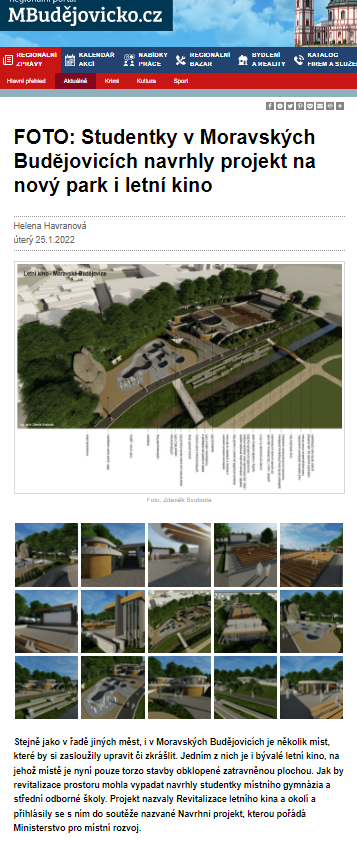 MBudějovicko.cz
REGIONÁLNÍ ZPRÁVY
KALENDÁŘ AKCÍ
NABÍDKY PRÁCE
REGIONÁLNÍ BAZAR
BYDLENÍ A REALITY
KATALOG FIREM A SLUŽE
Hlavní přehled
Aktuálně
Krimi
Kultura
Sport
FOTO: Studentky v Moravských
Budějovicích navrhly projekt na
nový park i letní kino
Helena Havranová
úterý 25.1.2022
Letní kino - Moravské Budějovice
Foto: Zdeněk Svoboda
Stejně jako v řadě jiných měst, i v Moravských Budějovicích je několik míst,
které by si zasloužily upravit či zkrášlit. Jedním z nich je i bývalé letní kino, na
jehož místě je nyní pouze torzo stavby obklopené zatravněnou plochou. Jak by
revitalizace prostoru mohla vypadat navrhly studentky místního gymnázia a
střední odborné školy. Projekt nazvaly Revitalizace letního kina a okolí a
přihlásily se s ním do soutěže nazvané Navrhni projekt, kterou pořádá
Ministerstvo pro místní rozvoj.